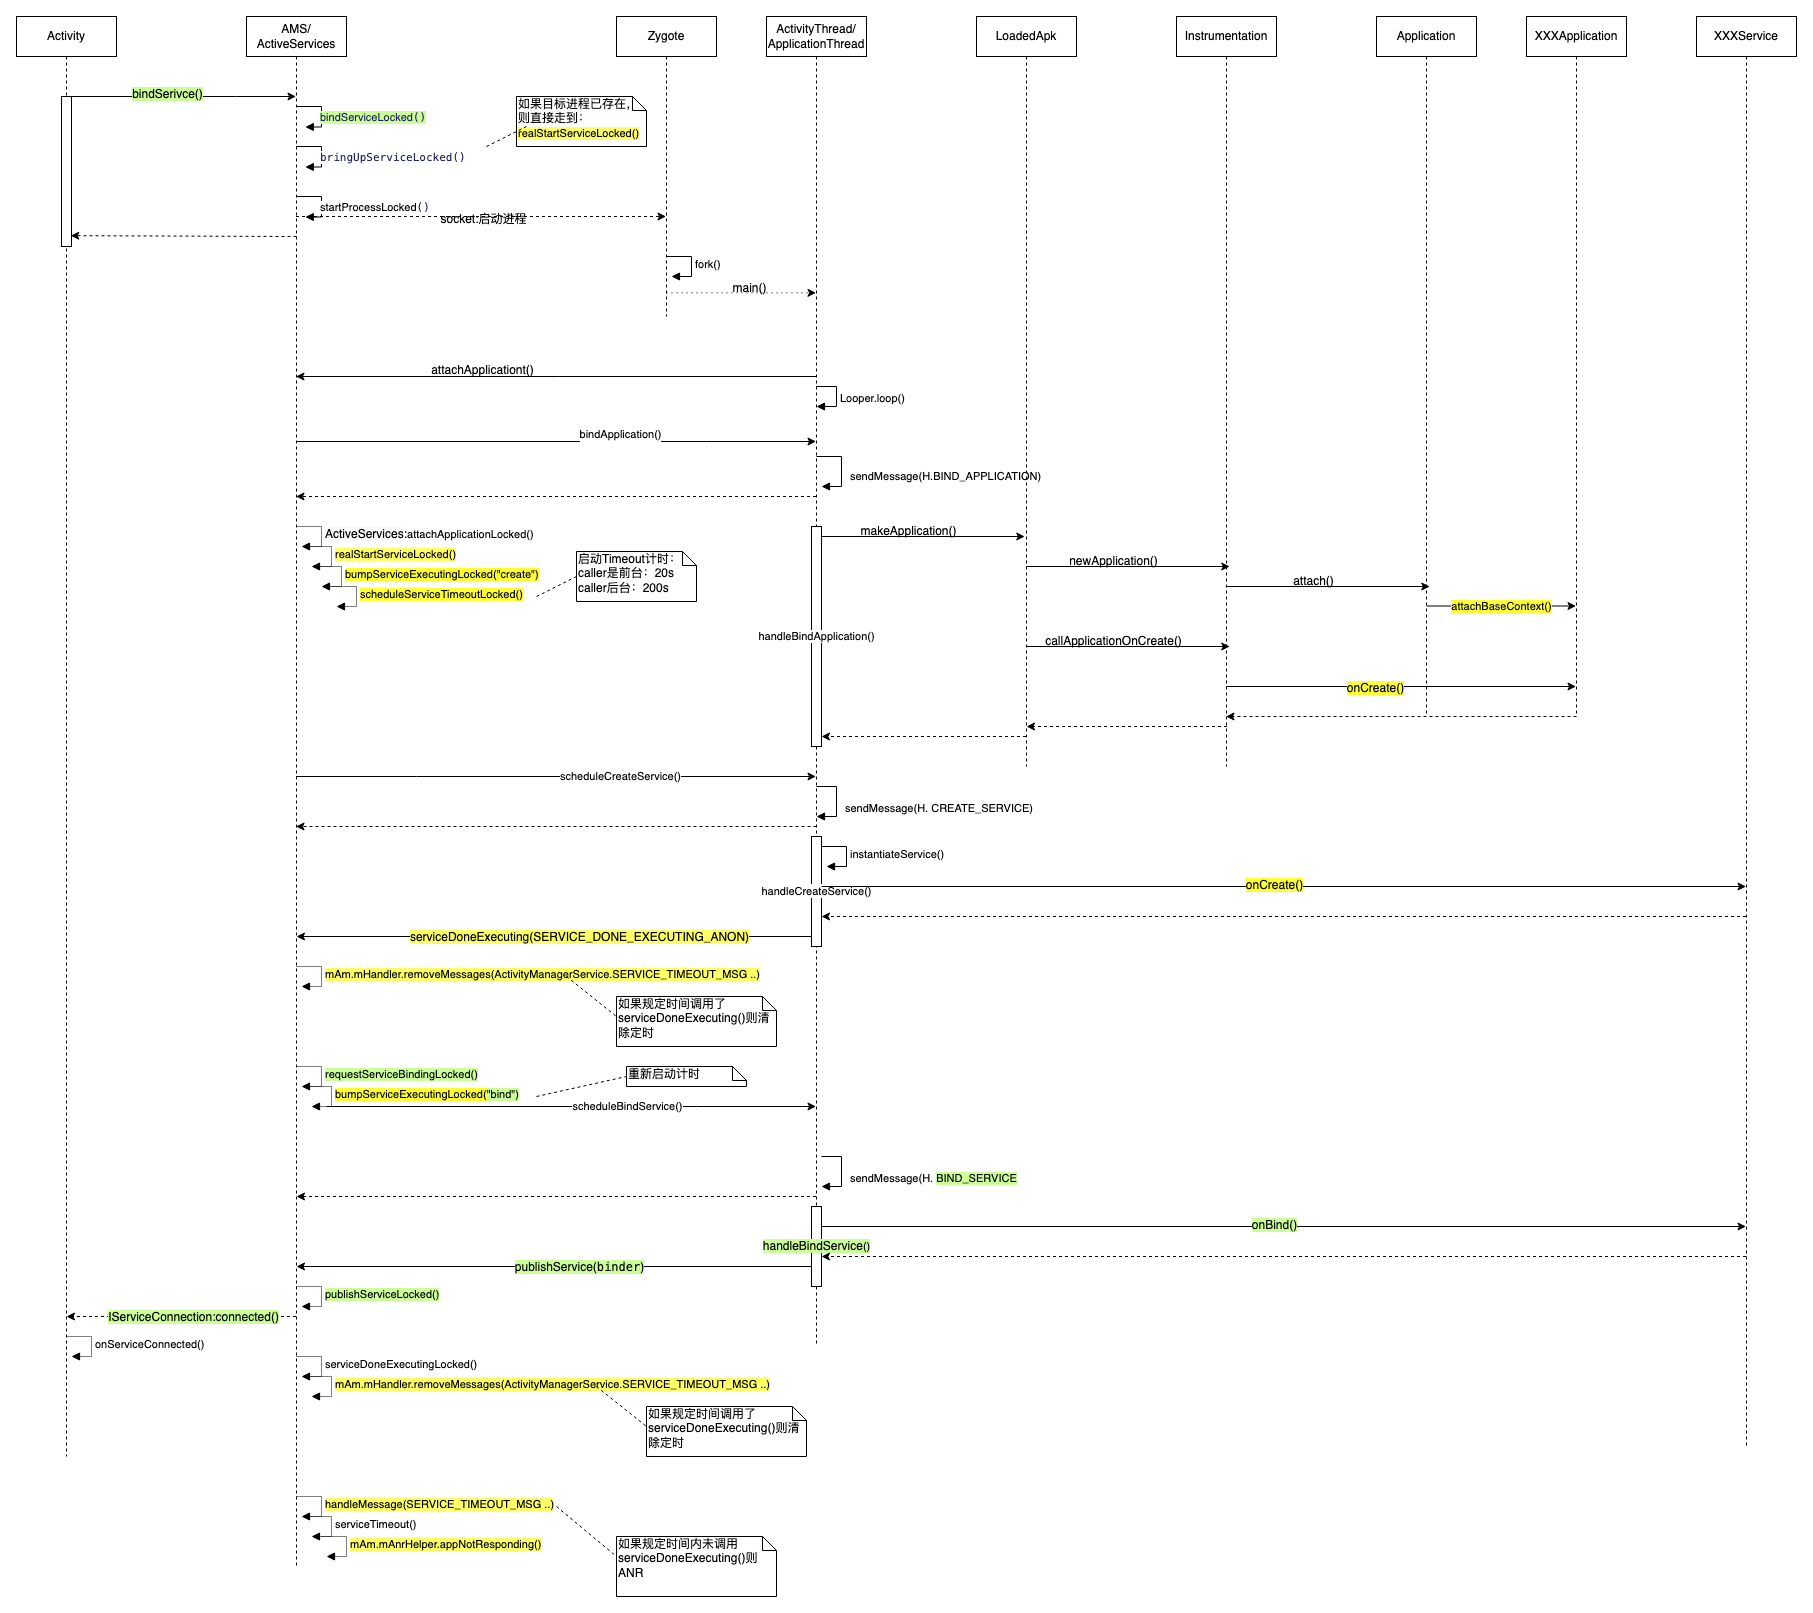 Activity
AMS/
ActiveServices
Zygote
ActivityThread/
ApplicationThread
LoadedApk
Instrumentation
Application
XXXApplication
XXXService
bindSerivce()
bindServiceLocked()
如果目标进程已存在,
则直接走到：
realStartServiceLocked()
bringUpServiceLocked()
startProcessLocked()
socket:启动进程
fork()
main()
attachApplicationt()
Looper.loop()
bindApplication()
sendMessage(H.BIND_APPLICATION)
ActiveServices:attachApplicationLocked()
realStartServiceLocked()
bumpServiceExecutingLocked("create")
scheduleServiceTimeoutLocked()
启动Timeout计时：
caller是前台：20s
caller后台：200s
makeApplication()
newApplication()
attach()
attachBaseContext()
handleBindApplication()
callApplicationOnCreate()
onCreate()
scheduleCreateService()
sendMessage(H. CREATE_SERVICE)
instantiateService()
handleCreateService()
onCreate()
serviceDoneExecuting(SERVICE_DONE_EXECUTING_ANON)
mAm.mHandler.removeMessages(ActivityManagerService.SERVICE_TIMEOUT_MSG ..)
如果规定时间调用了
serviceDoneExecuting()则清
除定时
requestServiceBindingLocked()
重新启动计时
bumpServiceExecutingLocked("bind")
scheduleBindService()
sendMessage(H. BIND_SERVICE
onBind()
handleBindService()
publishService(binder)
publishServiceLocked()
IServiceConnection:connected()
onServiceConnected()
serviceDoneExecutingLocked()
mAm.mHandler.removeMessages(ActivityManagerService.SERVICE_TIMEOUT_MSG ..)
如果规定时间调用了
serviceDoneExecuting()则清
除定时
handleMessage(SERVICE_TIMEOUT_MSG ..)
serviceTimeout()
mAm.mAnrHelper.appNotResponding()
如果规定时间内未调用
serviceDoneExecuting()则
ANR